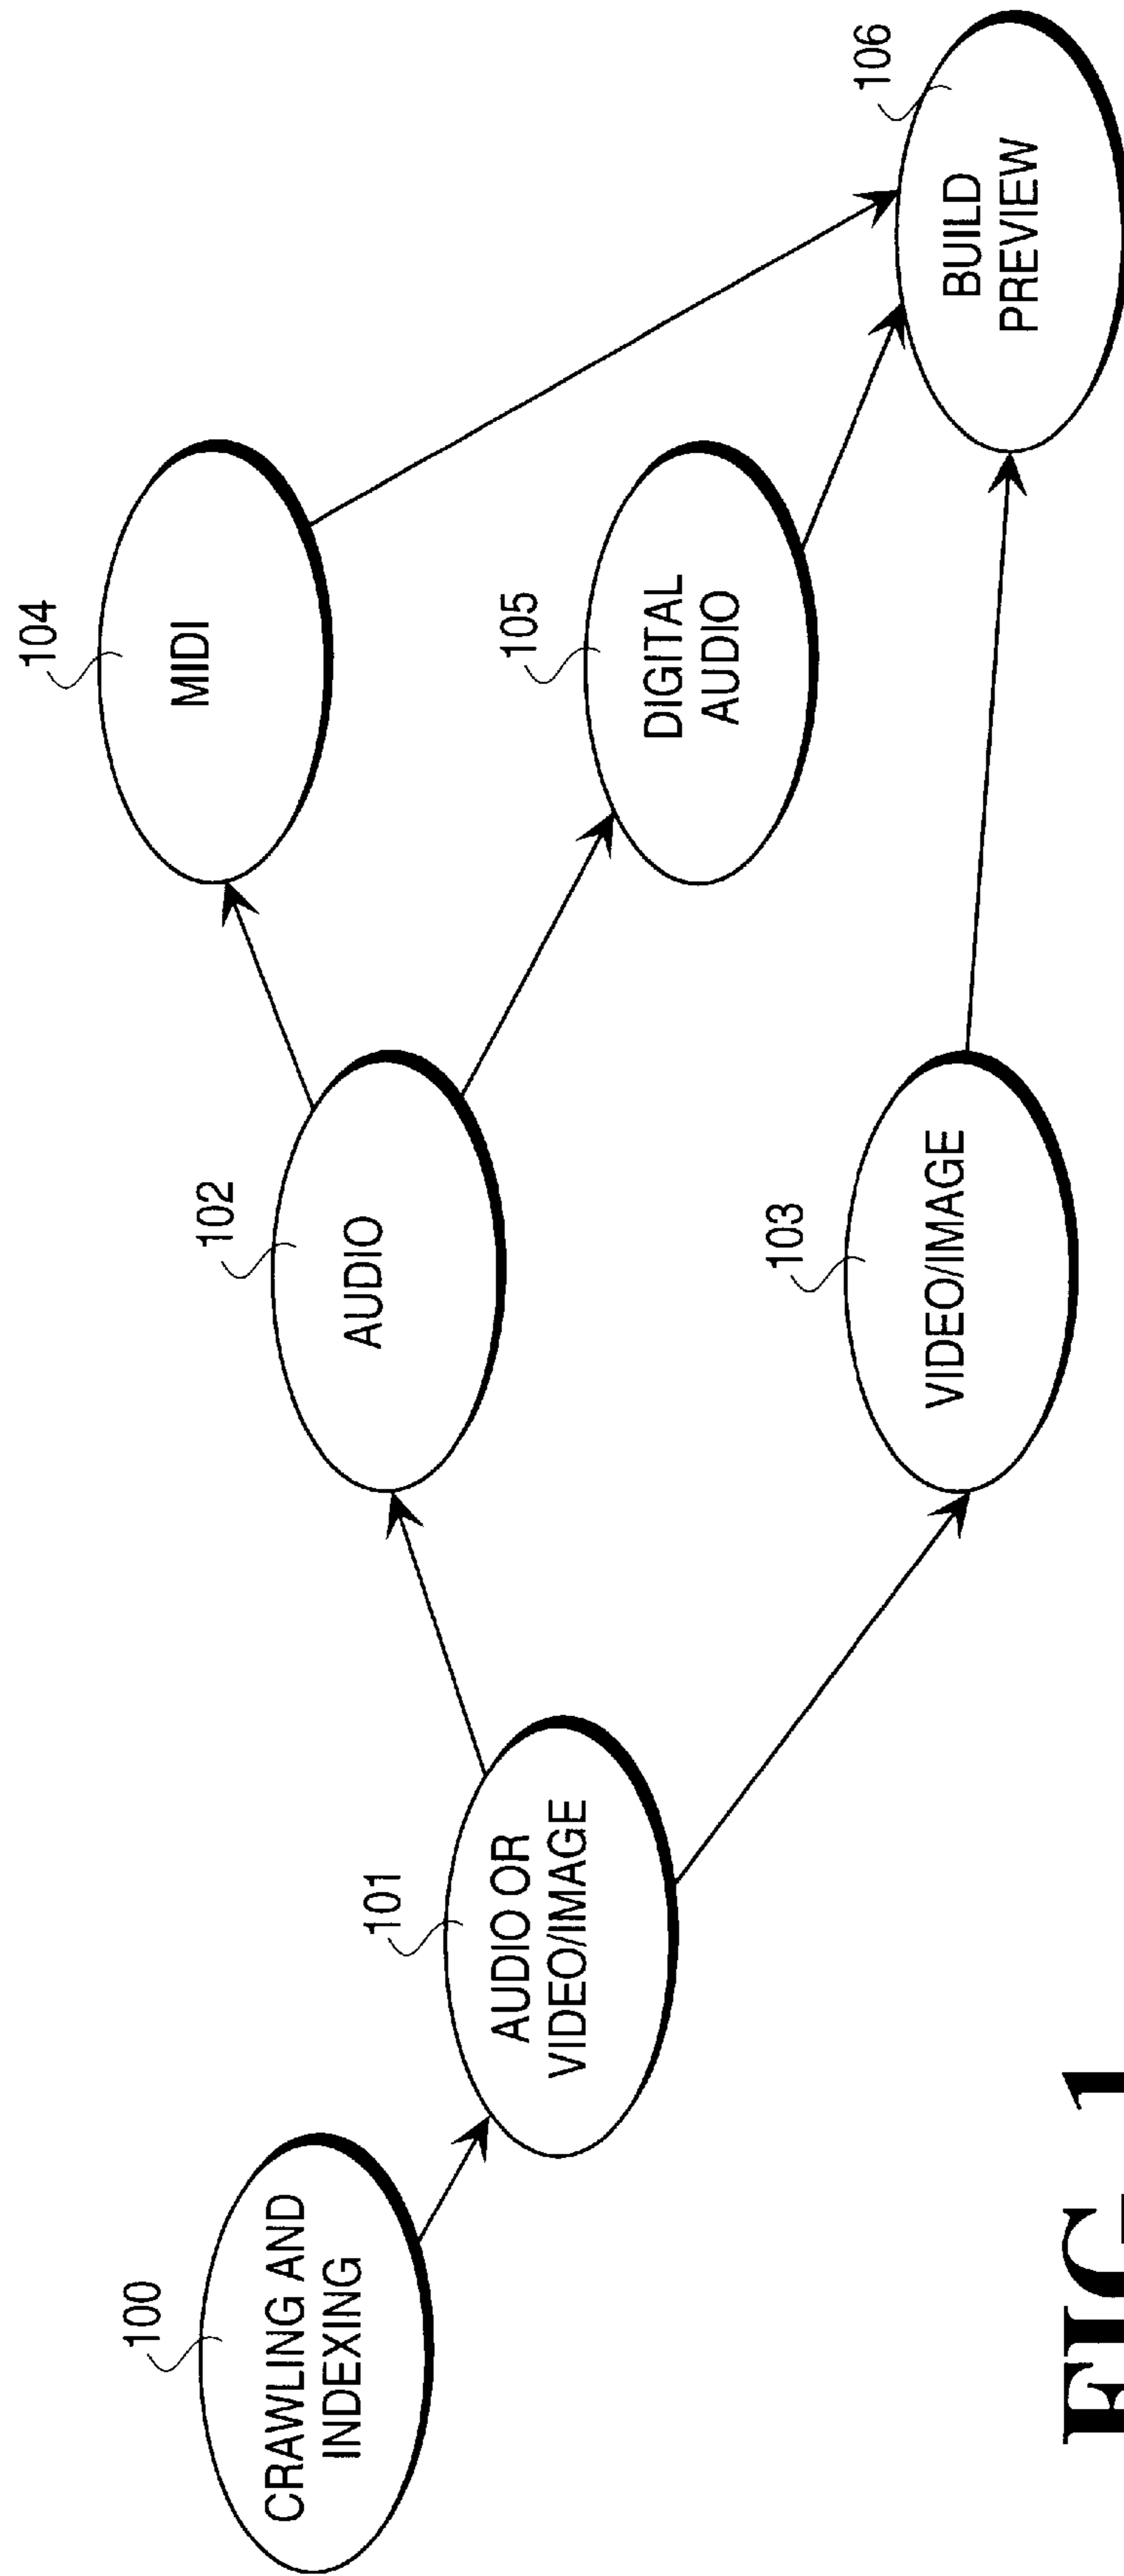 100
CRAWLING AND
INDEXING
101
AUDIO OR
VIDEO/IMAGE
102
AUDIO
103
VIDEO/IMAGE
104
MIDI
105
DIGITAL
AUDIO
106
BUILD
PREVIEW
FIG. 1